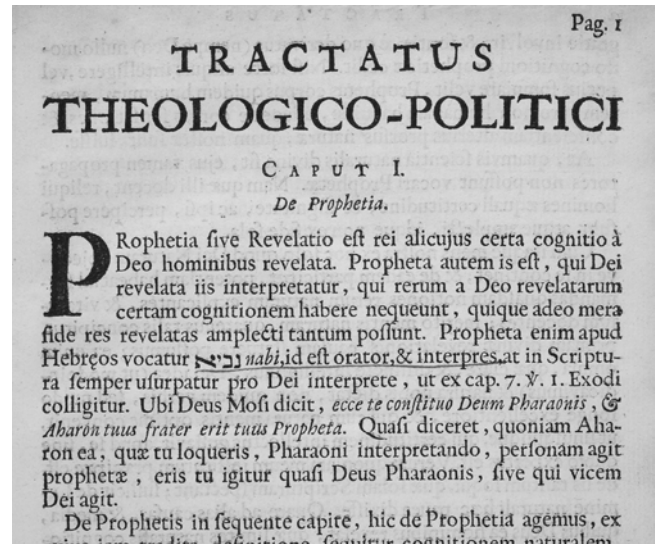 Pag. 1
TRACTATUS
THEOLOGICO-POLITICI
CAPUT I.
De Prophetia.
PRophetia ſive Revelatio eſt rei alicujus certa cognitio à
Deo hominibus revelata. Propheta autem is eſt, qui Dei
revelata iis interpretatur, qui rerum a Deo revelatarum
certam cognitionem habere nequeunt, quique adeo mera
fide res revelatas amplecti tantum poſſunt. Propheta enim apud
Hebręos vocatur נביא nabi, id eſt orator, & interpres, at in Scriptu-
ra ſemper uſurpatur pro Dei interprete, ut ex cap. 7. ℣. 1. Exodi
colligitur. Ubi Deus Moſi dicit, ecce te conſtituo Deum Pharaonis, &
Aharon tuus frater erit tuus Propheta. Quaſi diceret, quoniam Aha-
ron ea, quæ tu loqueris, Pharaoni interpretando, perſonam agit
prophetæ, eris tu igitur quaſi Deus Pharaonis, ſive qui vicem
Dei agit.
De Prophetis in ſequente capite, hic de Prophetia agemus, ex
definitione ſequitur cognitionem naturalem